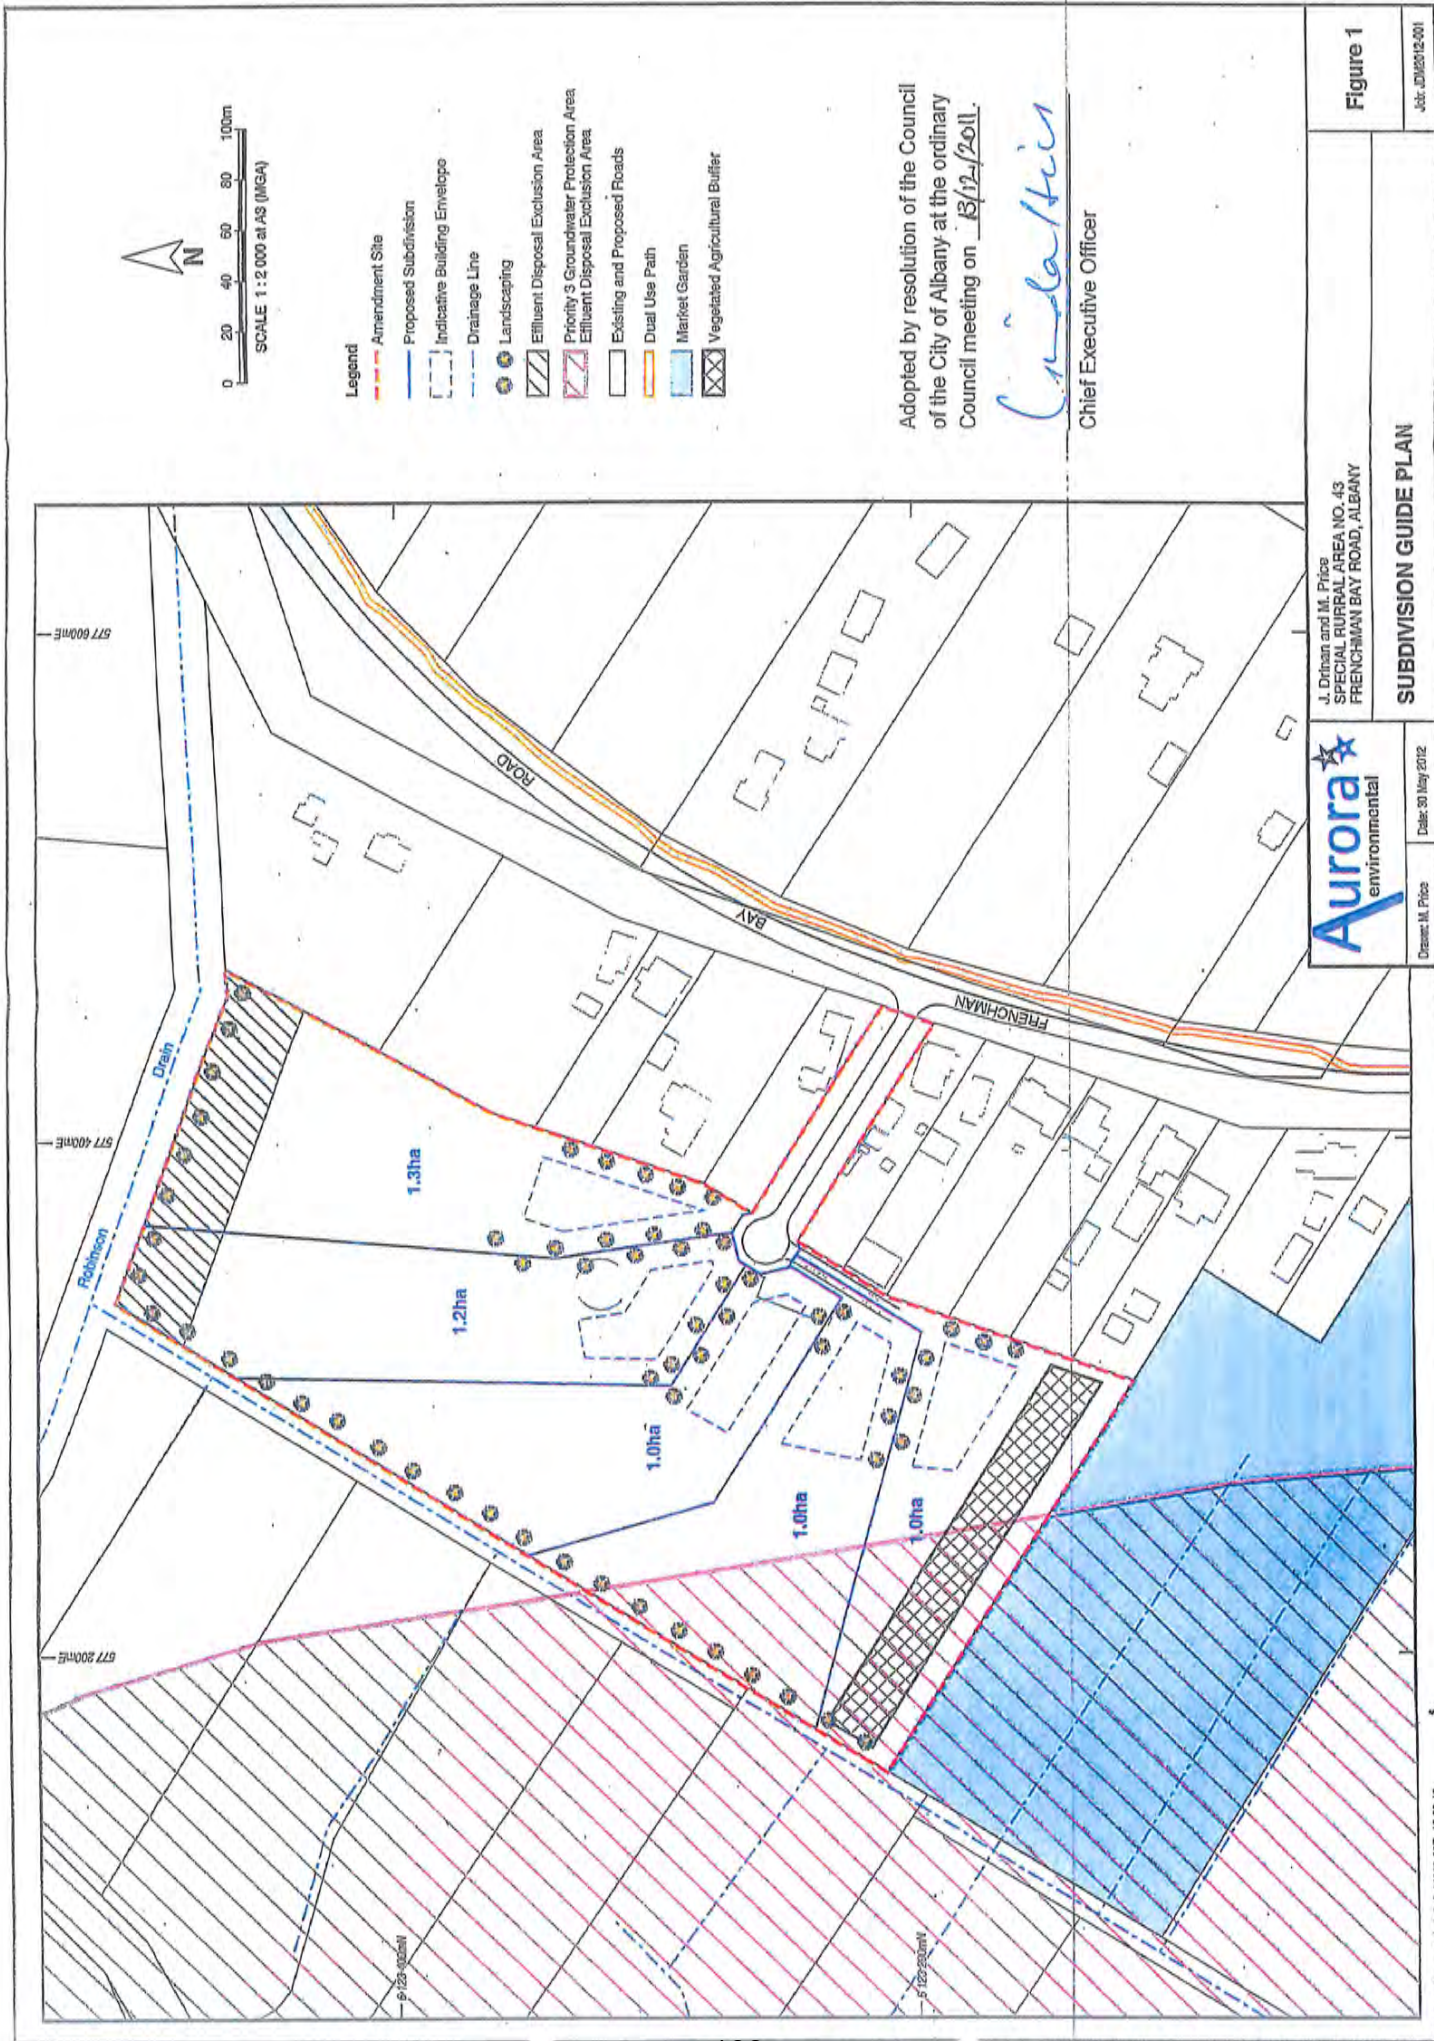 577 200mE
577 400mE
577 600mE
6 123 400mN
6 123 200mN
Robinson
Drain
1.3ha
1.2ha
1.0ha
1.0ha
1.0ha
ROAD
BAY
FRENCHMAN
N
0 20 40 60 80 100m
SCALE 1 : 2 000 at A3 (MGA)
Legend
Amendment Site
Proposed Subdivision
Indicative Building Envelope
Drainage Line
Landscaping
Effluent Disposal Exclusion Area
Priority 3 Groundwater Protection Area
Effluent Disposal Exclusion Area
Existing and Proposed Roads
Dual Use Path
Market Garden
Vegetated Agricultural Buffer
Adopted by resolution of the Council
of the City of Albany at the ordinary
Council meeting on 13/12/2011.
Chief Executive Officer
Aurora
environmental
Drawn: M. Price
Date: 30 May 2012
J. Drinan and M. Price
SPECIAL RURAL AREA NO. 43
FRENCHMAN BAY ROAD, ALBANY
SUBDIVISION GUIDE PLAN
Figure 1
Job: JDM2012-001